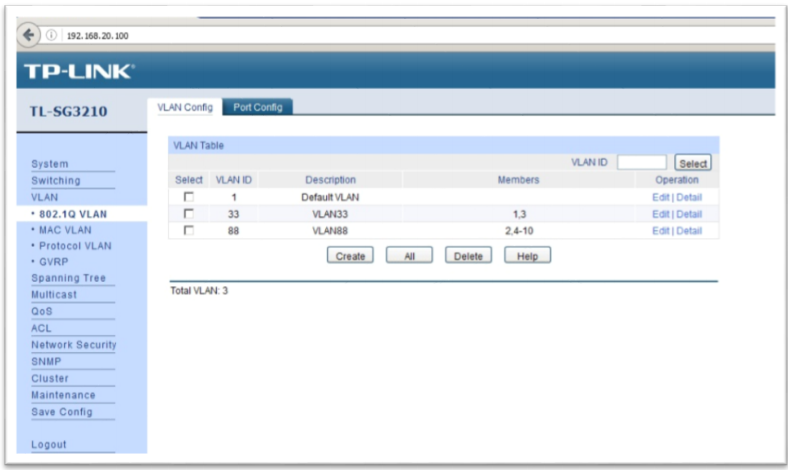 192.168.20.100
TP-LINK
TL-SG3210
VLAN Config Port Config
VLAN Table
VLAN ID Select
Select VLAN ID Description Members Operation
1 Default VLAN Edit | Detail
33 VLAN33 1,3 Edit | Detail
88 VLAN88 2,4-10 Edit | Detail
Create All Delete Help
Total VLAN: 3
System
Switching
VLAN
• 802.1Q VLAN
• MAC VLAN
• Protocol VLAN
• GVRP
Spanning Tree
Multicast
QoS
ACL
Network Security
SNMP
Cluster
Maintenance
Save Config
Logout